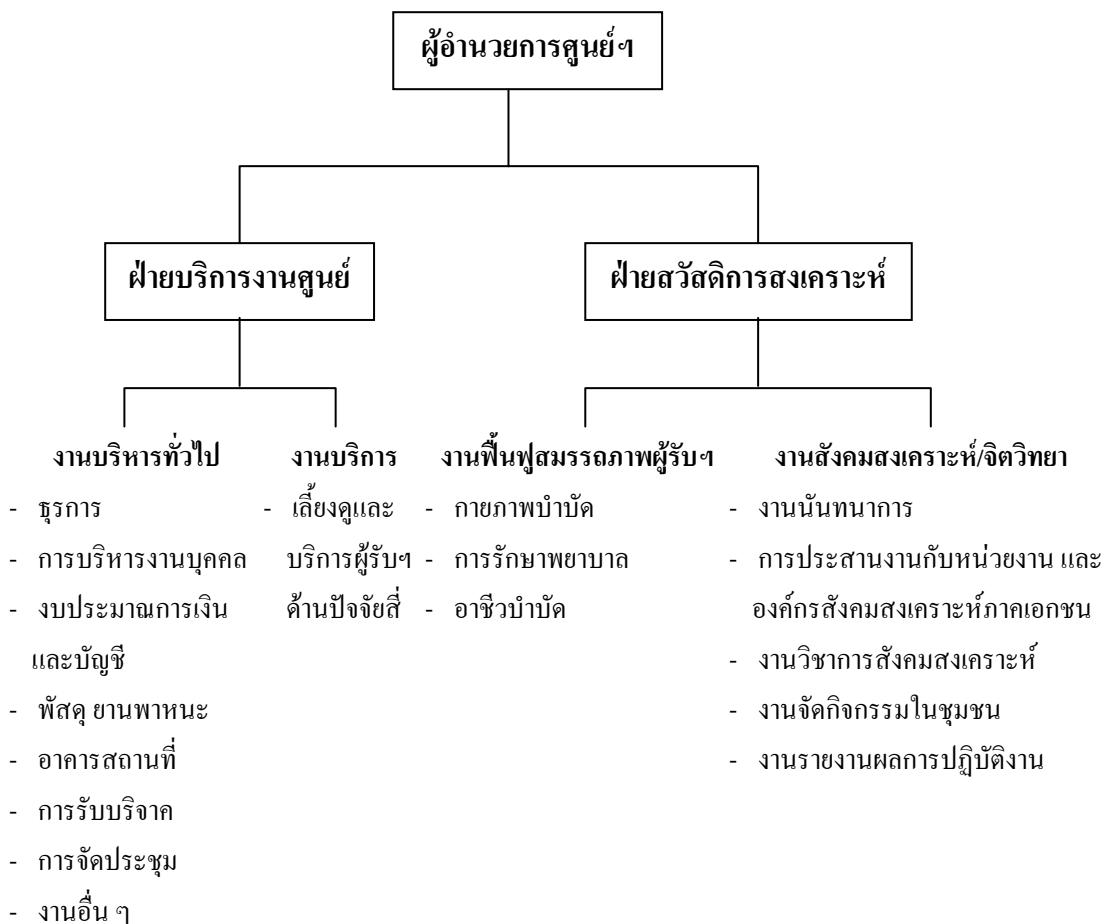 ผู้อำนวยการศูนย์ฯ
ฝ่ายบริการงานศูนย์
ฝ่ายสวัสดิการสงเคราะห์
งานบริหารทั่วไป
- ธุรการ
- การบริหารงานบุคคล
- งบประมาณการเงิน
และบัญชี
- พัสดุ ยานพาหนะ
- อาคารสถานที่
- การรับบริจาค
- การจัดประชุม
- งานอื่น ๆ
งานบริการ
- เลี้ยงดูและ
บริการผู้รับฯ
ด้านปัจจัยสี่
งานฟื้นฟูสมรรถภาพผู้รับฯ
- กายภาพบำบัด
- การรักษาพยาบาล
- อาชีวบำบัด
งานสังคมสงเคราะห์/จิตวิทยา
- งานนันทนาการ
- การประสานงานกับหน่วยงาน และ
องค์กรสังคมสงเคราะห์ภาคเอกชน
- งานวิชาการสังคมสงเคราะห์
- งานจัดกิจกรรมในชุมชน
- งานรายงานผลการปฏิบัติงาน